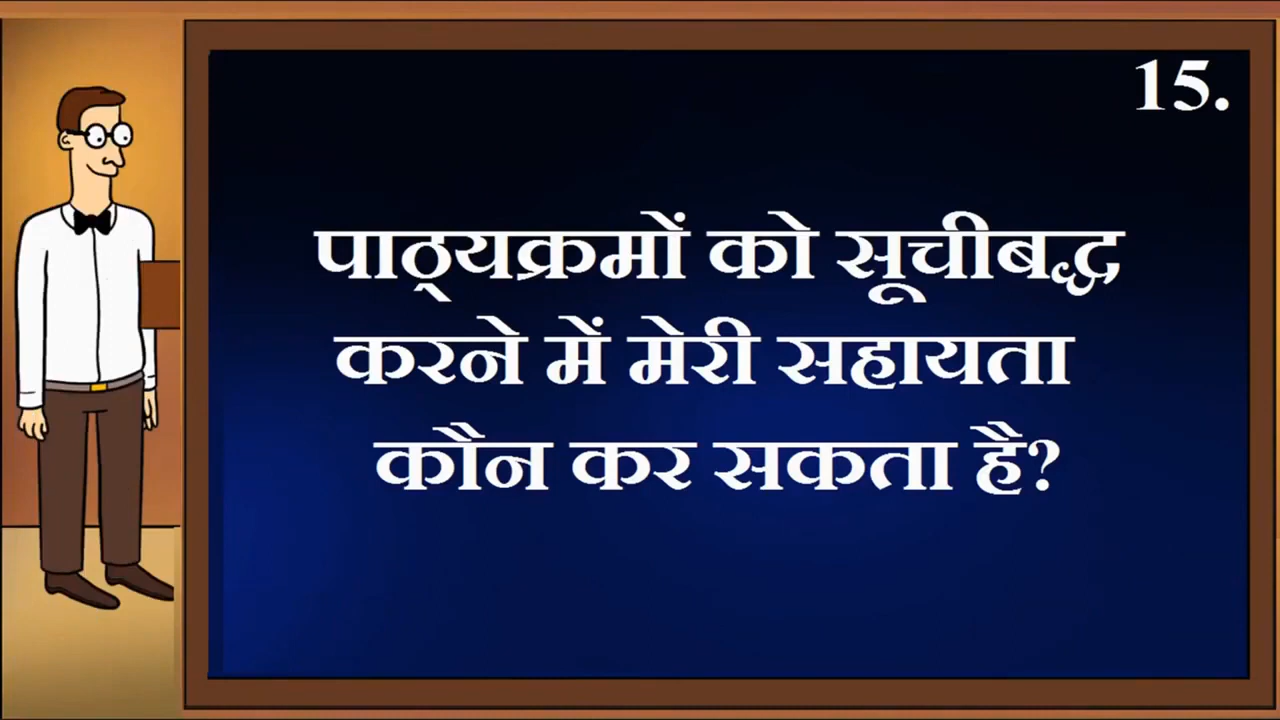 15.
पाठ्यक्रमों को सूचीबद्ध
करने में मेरी सहायता
कौन कर सकता है?